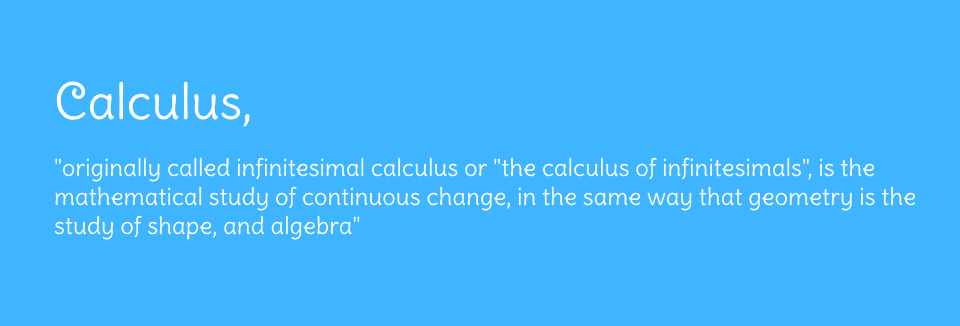 Calculus,
"originally called infinitesimal calculus or "the calculus of infinitesimals", is the
mathematical study of continuous change, in the same way that geometry is the
study of shape, and algebra"